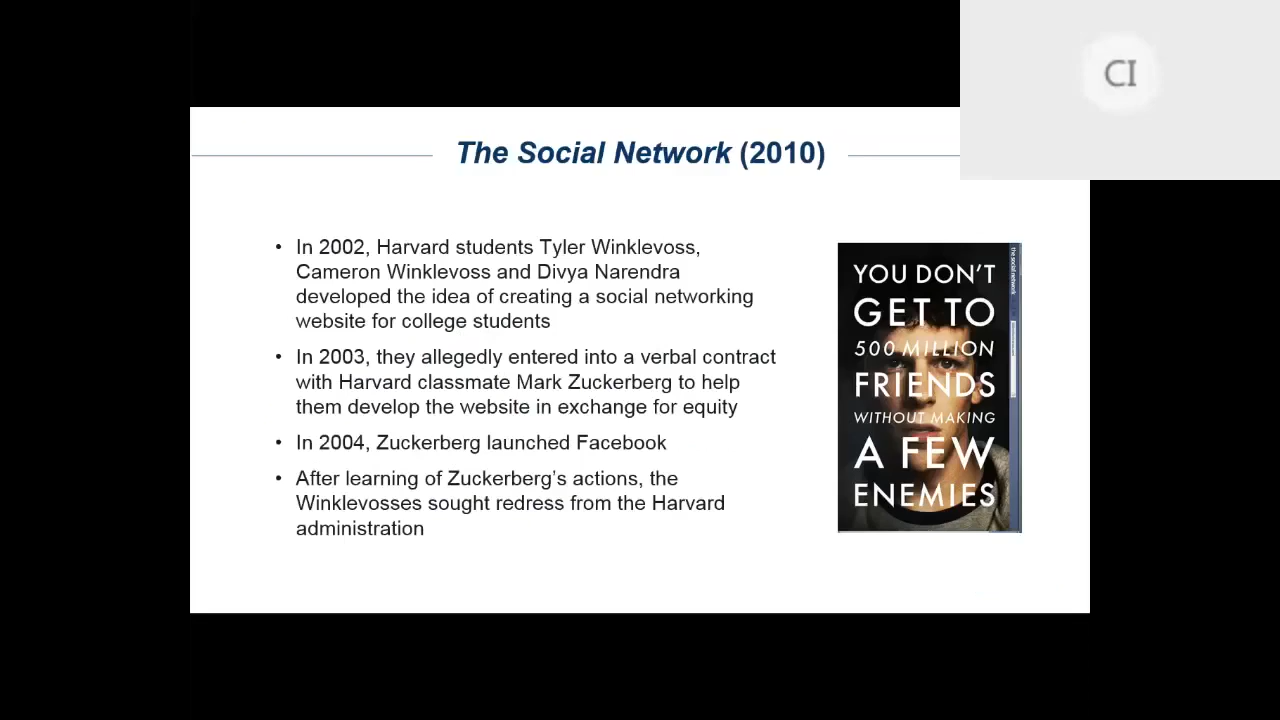 CI
The Social Network (2010)
• In 2002, Harvard students Tyler Winklevoss,
Cameron Winklevoss and Divya Narendra
developed the idea of creating a social networking
website for college students
• In 2003, they allegedly entered into a verbal contract
with Harvard classmate Mark Zuckerberg to help
them develop the website in exchange for equity
• In 2004, Zuckerberg launched Facebook
• After learning of Zuckerberg’s actions, the
Winklevosses sought redress from the Harvard
administration
YOU DON'T
GET TO
500 MILLION
FRIENDS
WITHOUT MAKING
A FEW
ENEMIES
the social network